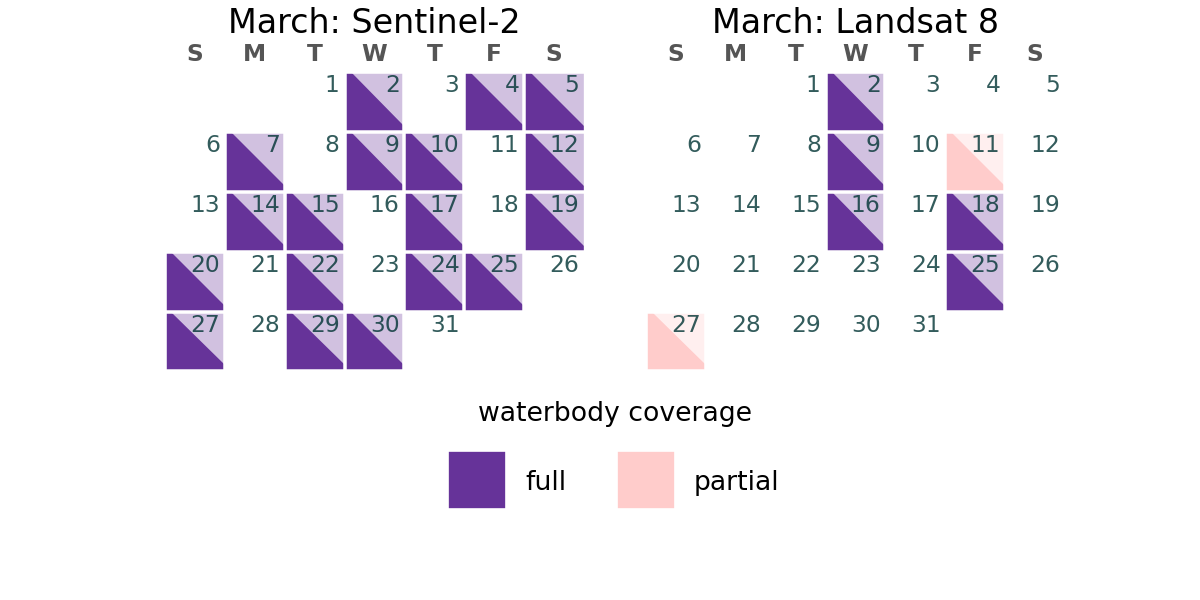 March: Sentinel-2
S M T W T F S
1 2 3 4 5
6 7 8 9 10 11 12
13 14 15 16 17 18 19
20 21 22 23 24 25 26
27 28 29 30 31
March: Landsat 8
S M T W T F S
1 2 3 4 5
6 7 8 9 10 11 12
13 14 15 16 17 18 19
20 21 22 23 24 25 26
27 28 29 30 31
waterbody coverage
full
partial